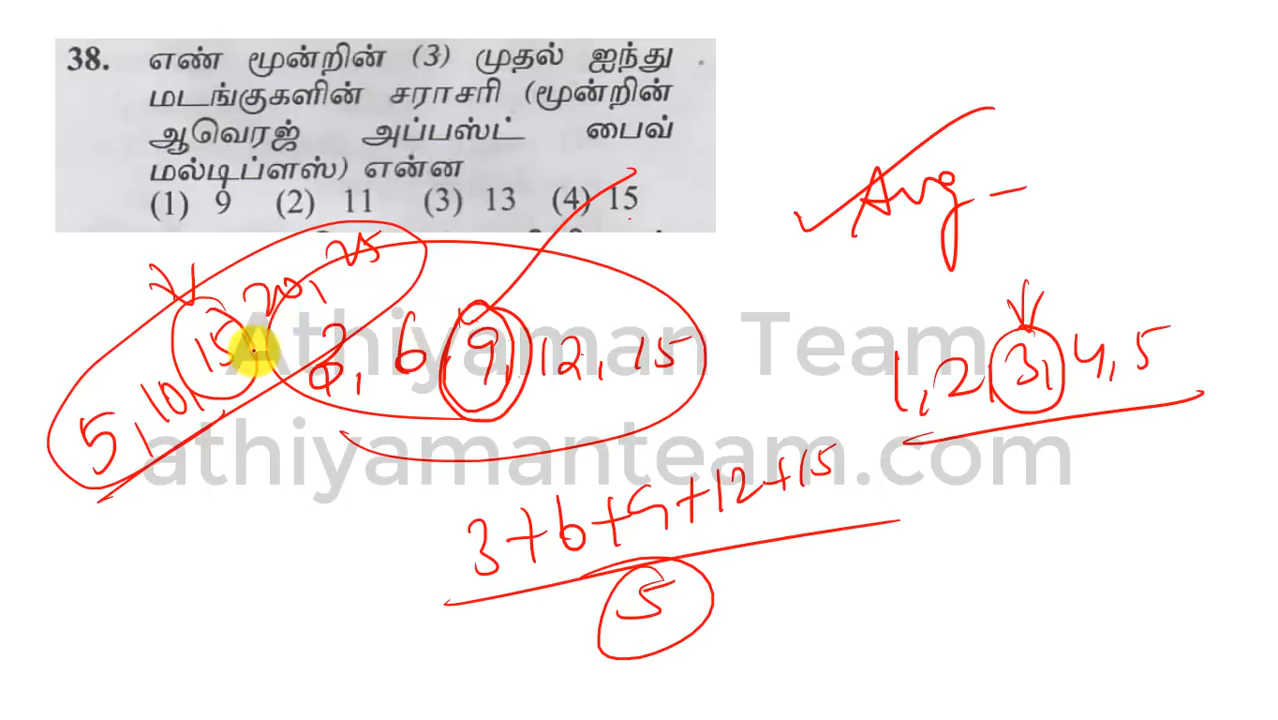 38. எண் மூன்றின் (3) முதல் ஐந்து
மடங்குகளின் சராசரி (மூன்றின்
ஆவெரஜ் அப்பஸ்ட் பைவ்
மல்டிப்ளஸ்) என்ன
(1) 9 (2) 11 (3) 13 (4) 15
Avg -
5, 10, 15, 20, 25
3, 6, 9, 12, 15
1, 2, 3, 4, 5
Athiyaman Team
athiyamanteam.com
3+6+9+12+15
5